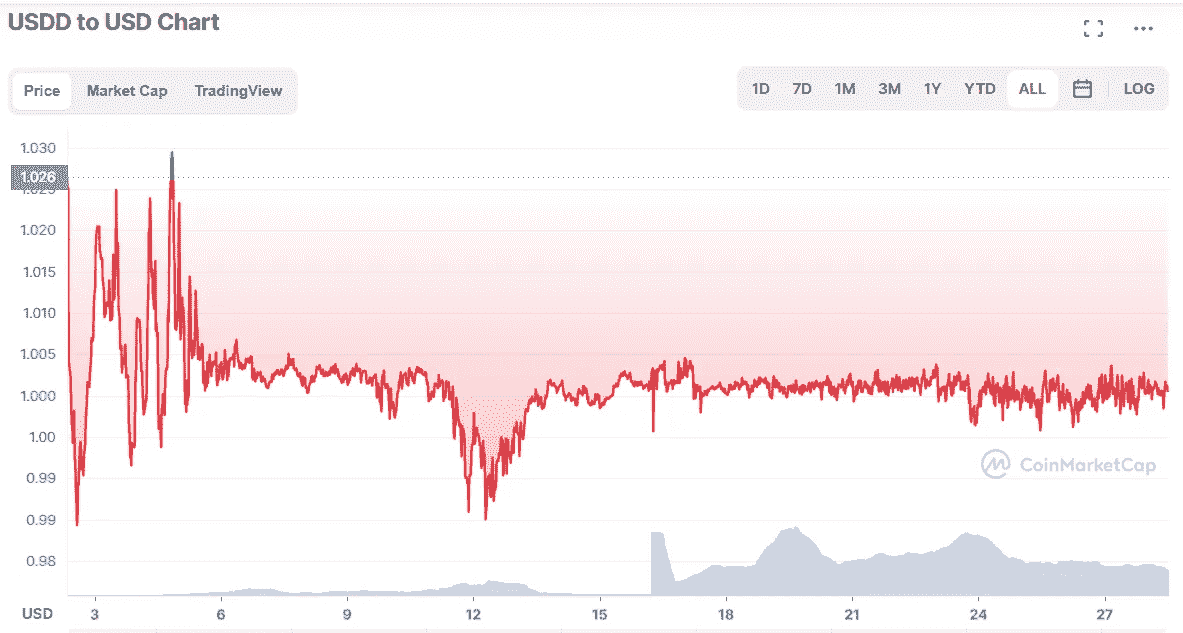 USDD to USD Chart
Price Market Cap TradingView
1D 7D 1M 3M 1Y YTD ALL LOG
1.030
1.026
1.025
1.020
1.015
1.010
1.005
1.000
1.00
0.99
0.99
0.98
CoinMarketCap
USD 3 6 9 12 15 18 21 24 27